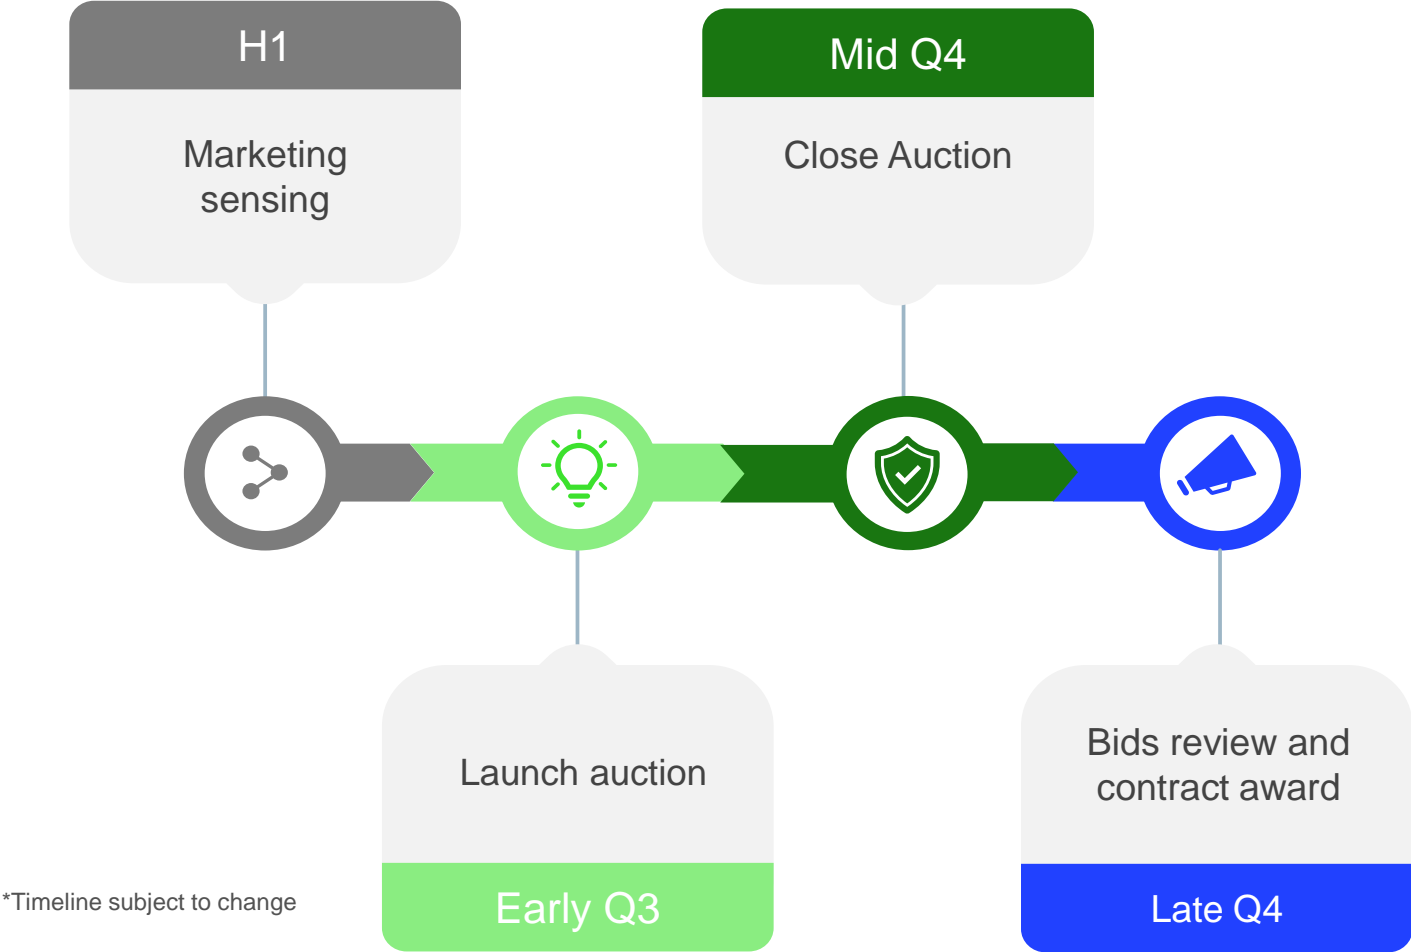 H1
Marketing
sensing
Mid Q4
Close Auction
Launch auction
Early Q3
Bids review and
contract award
Late Q4
*Timeline subject to change